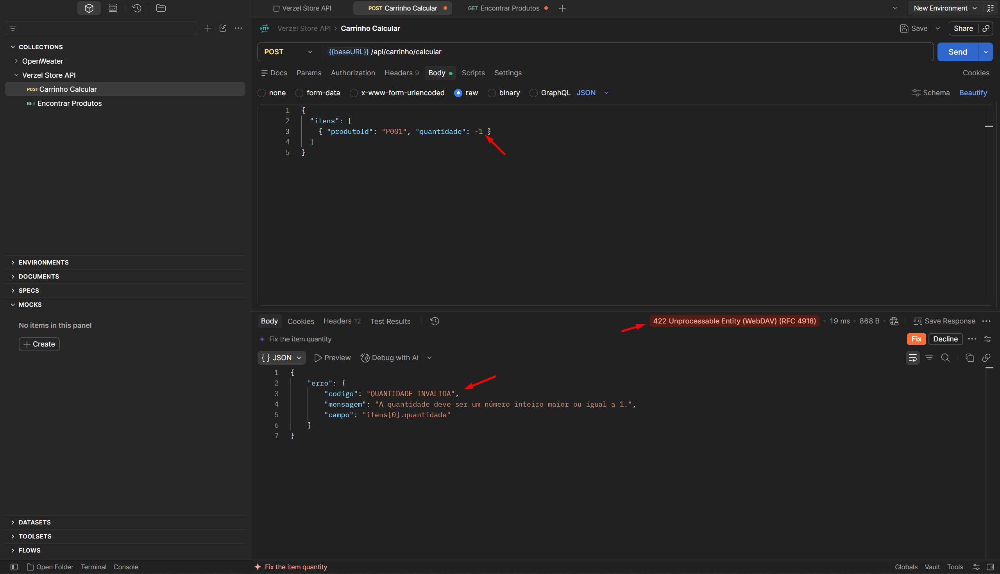 Verzel Store API
POST Carrinho Calcular
GET Encontrar Produtos
New Environment
HTTP Verzel Store API > Carrinho Calcular
Save
Share
COLLECTIONS
OpenWeater
Verzel Store API
POST Carrinho Calcular
GET Encontrar Produtos
POST
{{baseURL}} /api/carrinho/calcular
Send
Docs Params Authorization Headers 9 Body Scripts Settings
Cookies
none form-data x-www-form-urlencoded raw binary GraphQL JSON
Schema Beautify
1 {
2 "itens": [
3 { "produtoId": "P001", "quantidade": -1 }
4 ]
5 }
ENVIRONMENTS
DOCUMENTS
SPECS
MOCKS
No items in this panel
Create
Body Cookies Headers 12 Test Results
422 Unprocessable Entity (WebDAV) (RFC 4918) • 19 ms • 868 B
e.g. Save Response
Fix the item quantity
Fix Decline
{} JSON Preview Debug with AI
1 {
2 "erro": {
3 "codigo": "QUANTIDADE_INVALIDA",
4 "mensagem": "A quantidade deve ser um número inteiro maior ou igual a 1.",
5 "campo": "itens[0].quantidade"
6 }
7 }
DATASETS
TOOLSETS
FLOWS
Open Folder Terminal Console
Fix the item quantity
Globals Vault Tools